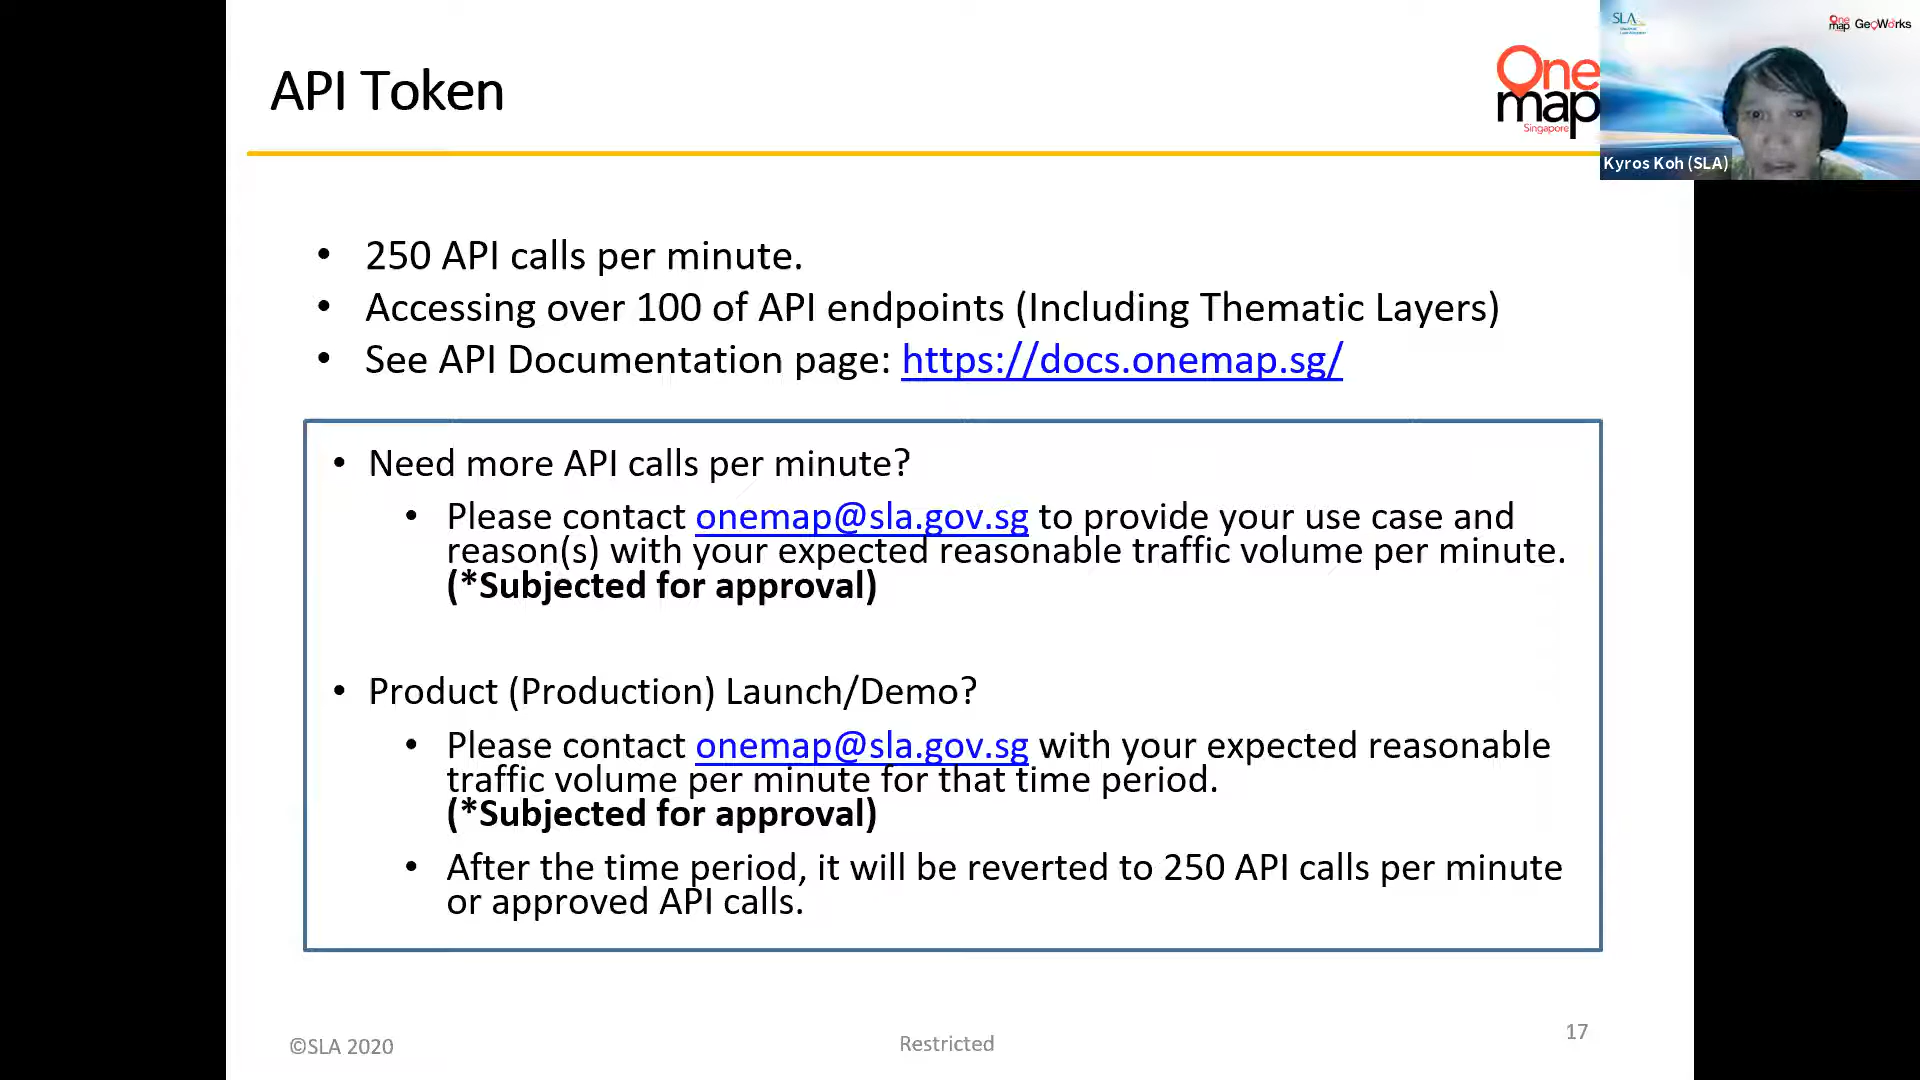 API Token
One
map
Singapore
SLA
One
map GeoWorks
Kyros Koh (SLA)
• 250 API calls per minute.
• Accessing over 100 of API endpoints (Including Thematic Layers)
• See API Documentation page: https://docs.onemap.sg/
• Need more API calls per minute?
• Please contact onemap@sla.gov.sg to provide your use case and
reason(s) with your expected reasonable traffic volume per minute.
(*Subjected for approval)
• Product (Production) Launch/Demo?
• Please contact onemap@sla.gov.sg with your expected reasonable
traffic volume per minute for that time period.
(*Subjected for approval)
• After the time period, it will be reverted to 250 API calls per minute
or approved API calls.
©SLA 2020
Restricted
17